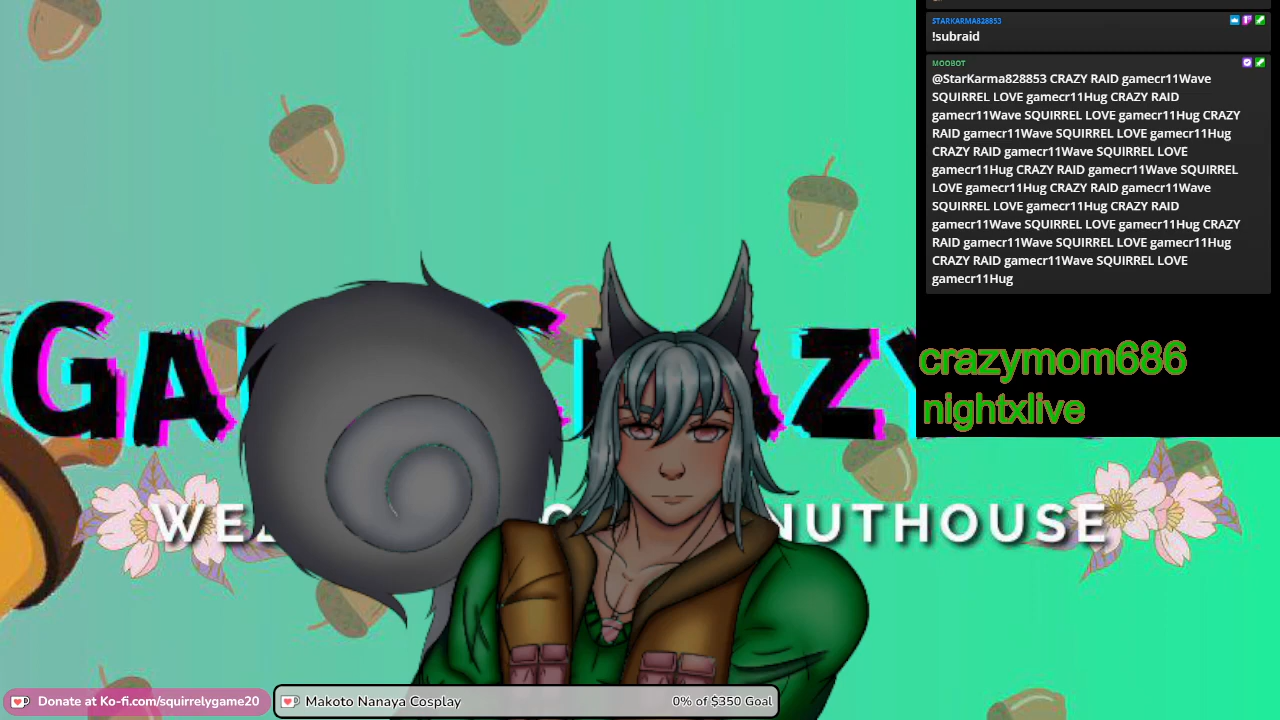 STARKARMA828853
!subraid
MOOBOT
@StarKarma828853 CRAZY RAID gamecr11Wave
SQUIRREL LOVE gamecr11Hug CRAZY RAID
gamecr11Wave SQUIRREL LOVE gamecr11Hug CRAZY
RAID gamecr11Wave SQUIRREL LOVE gamecr11Hug
CRAZY RAID gamecr11Wave SQUIRREL LOVE
gamecr11Hug CRAZY RAID gamecr11Wave SQUIRREL
LOVE gamecr11Hug CRAZY RAID gamecr11Wave
SQUIRREL LOVE gamecr11Hug CRAZY RAID
gamecr11Wave SQUIRREL LOVE gamecr11Hug CRAZY
RAID gamecr11Wave SQUIRREL LOVE gamecr11Hug
CRAZY RAID gamecr11Wave SQUIRREL LOVE
gamecr11Hug
crazymom686
nightxlive
NUTHOUSE
Donate at Ko-fi.com/squirrelygame20
Makoto Nanaya Cosplay 0% of $350 Goal